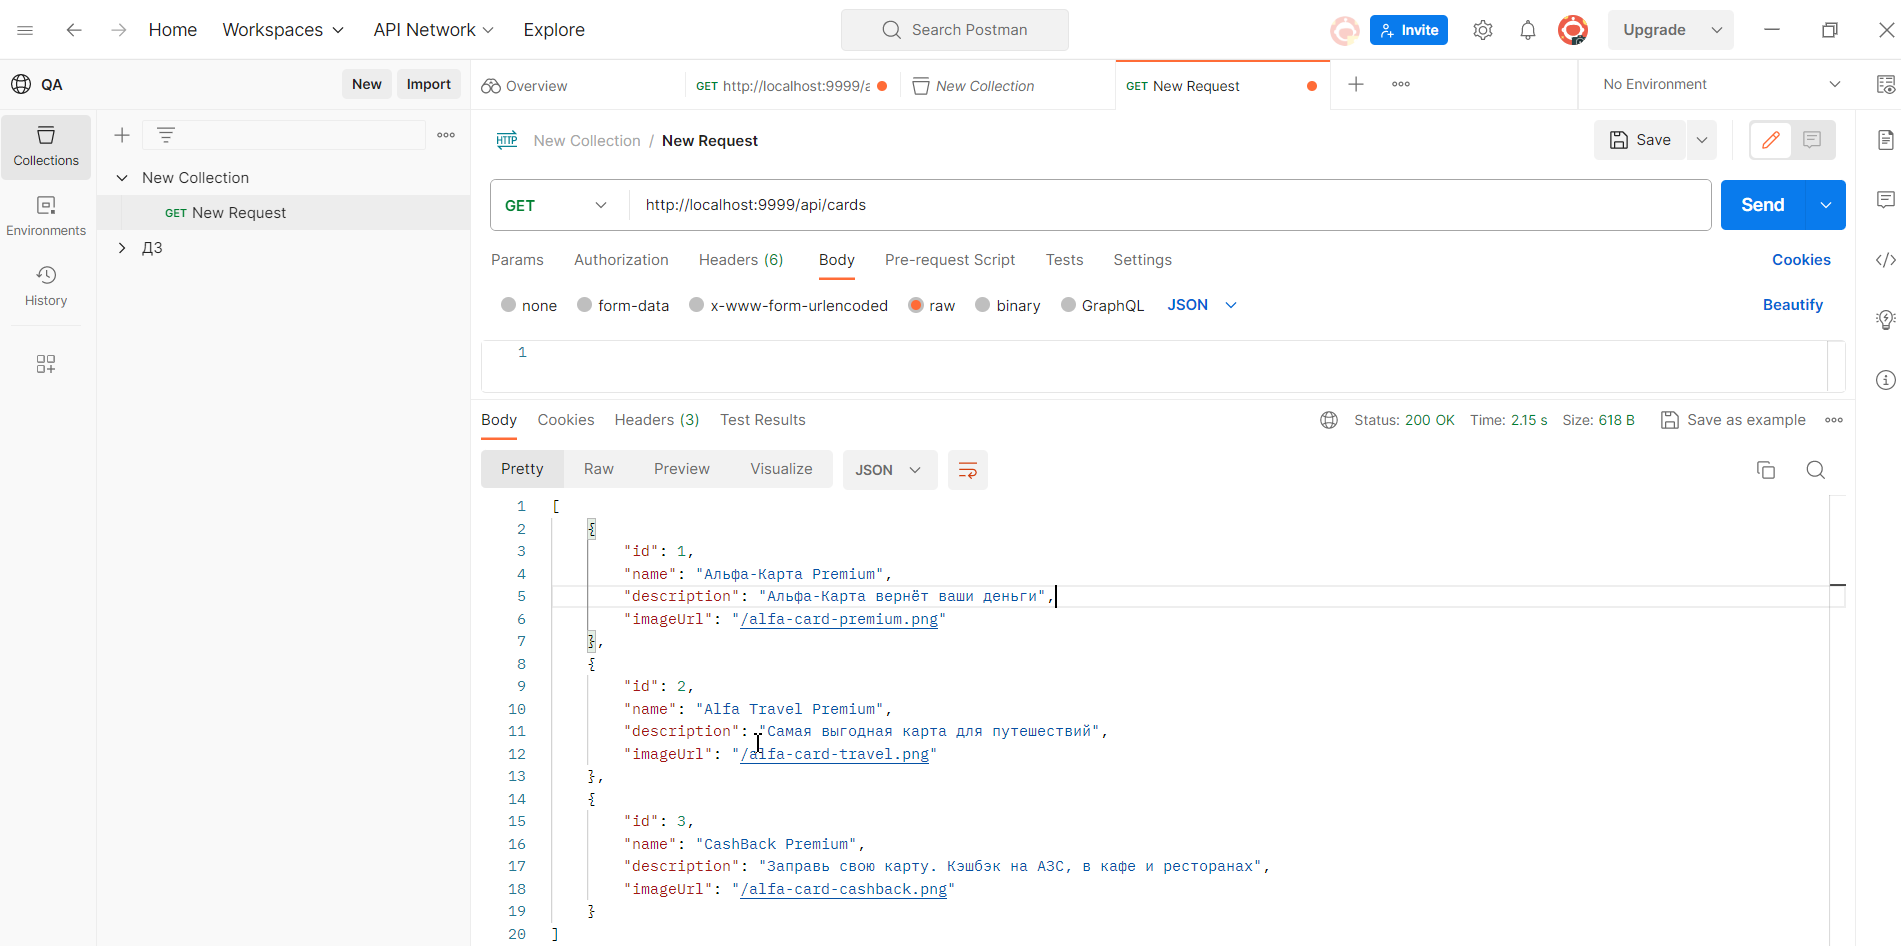 Home Workspaces API Network Explore Search Postman Invite Upgrade
QA New Import Overview GET http://localhost:9999/a New Collection GET New Request No Environment
Collections
Environments
History
New Collection
GET New Request
ДЗ
HTTP New Collection / New Request Save
GET http://localhost:9999/api/cards Send
Params Authorization Headers (6) Body Pre-request Script Tests Settings Cookies
none form-data x-www-form-urlencoded raw binary GraphQL JSON Beautify
1
Body Cookies Headers (3) Test Results Status: 200 OK Time: 2.15 s Size: 618 B Save as example
Pretty Raw Preview Visualize JSON
1 [
2 {
3 "id": 1,
4 "name": "Альфа-Карта Premium",
5 "description": "Альфа-Карта вернёт ваши деньги",
6 "imageUrl": "/alfa-card-premium.png"
7 },
8 {
9 "id": 2,
10 "name": "Alfa Travel Premium",
11 "description": "Самая выгодная карта для путешествий",
12 "imageUrl": "/alfa-card-travel.png"
13 },
14 {
15 "id": 3,
16 "name": "CashBack Premium",
17 "description": "Заправь свою карту. Кэшбэк на АЗС, в кафе и ресторанах",
18 "imageUrl": "/alfa-card-cashback.png"
19 }
20 ]